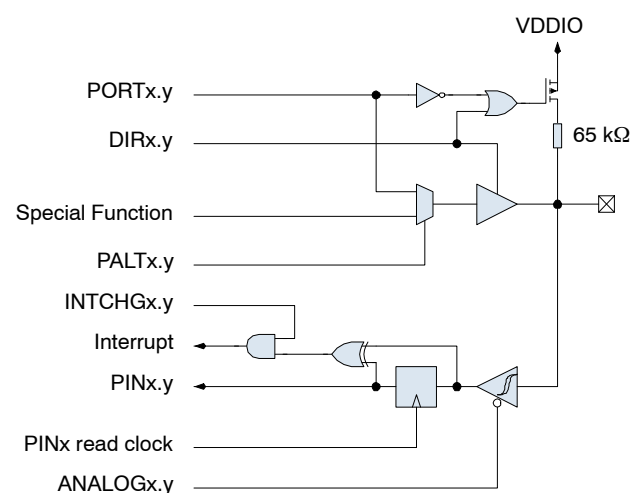 VDDIO
PORTx.y
DIRx.y
65 kΩ
Special Function
PALTx.y
INTCHGx.y
Interrupt
PINx.y
PINx read clock
ANALOGx.y